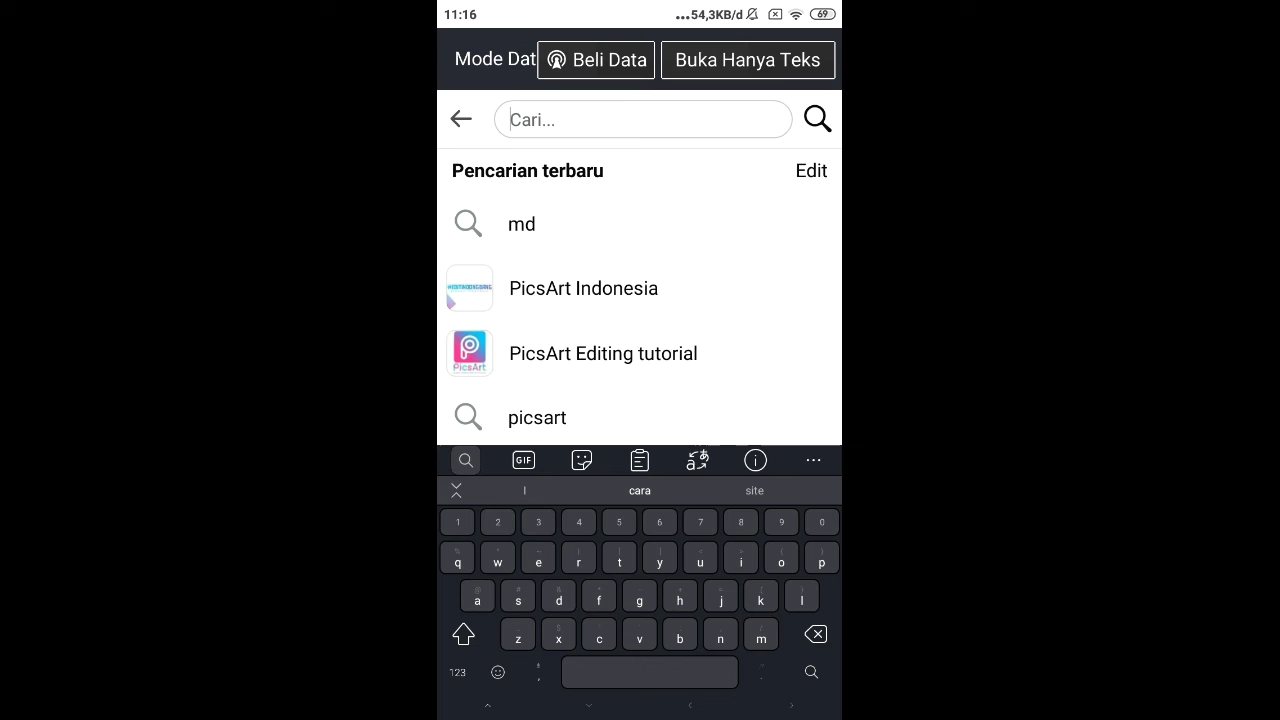 11:16 ...54,3KB/d 69
Mode Dat Beli Data Buka Hanya Teks
Cari...
Pencarian terbaru Edit
md
PicsArt Indonesia
PicsArt Editing tutorial
PicsArt
picsart
GIF
I cara site
1 2 3 4 5 6 7 8 9 0
q w e r t y u i o p
a s d f g h j k l
z x c v b n m
123 , .